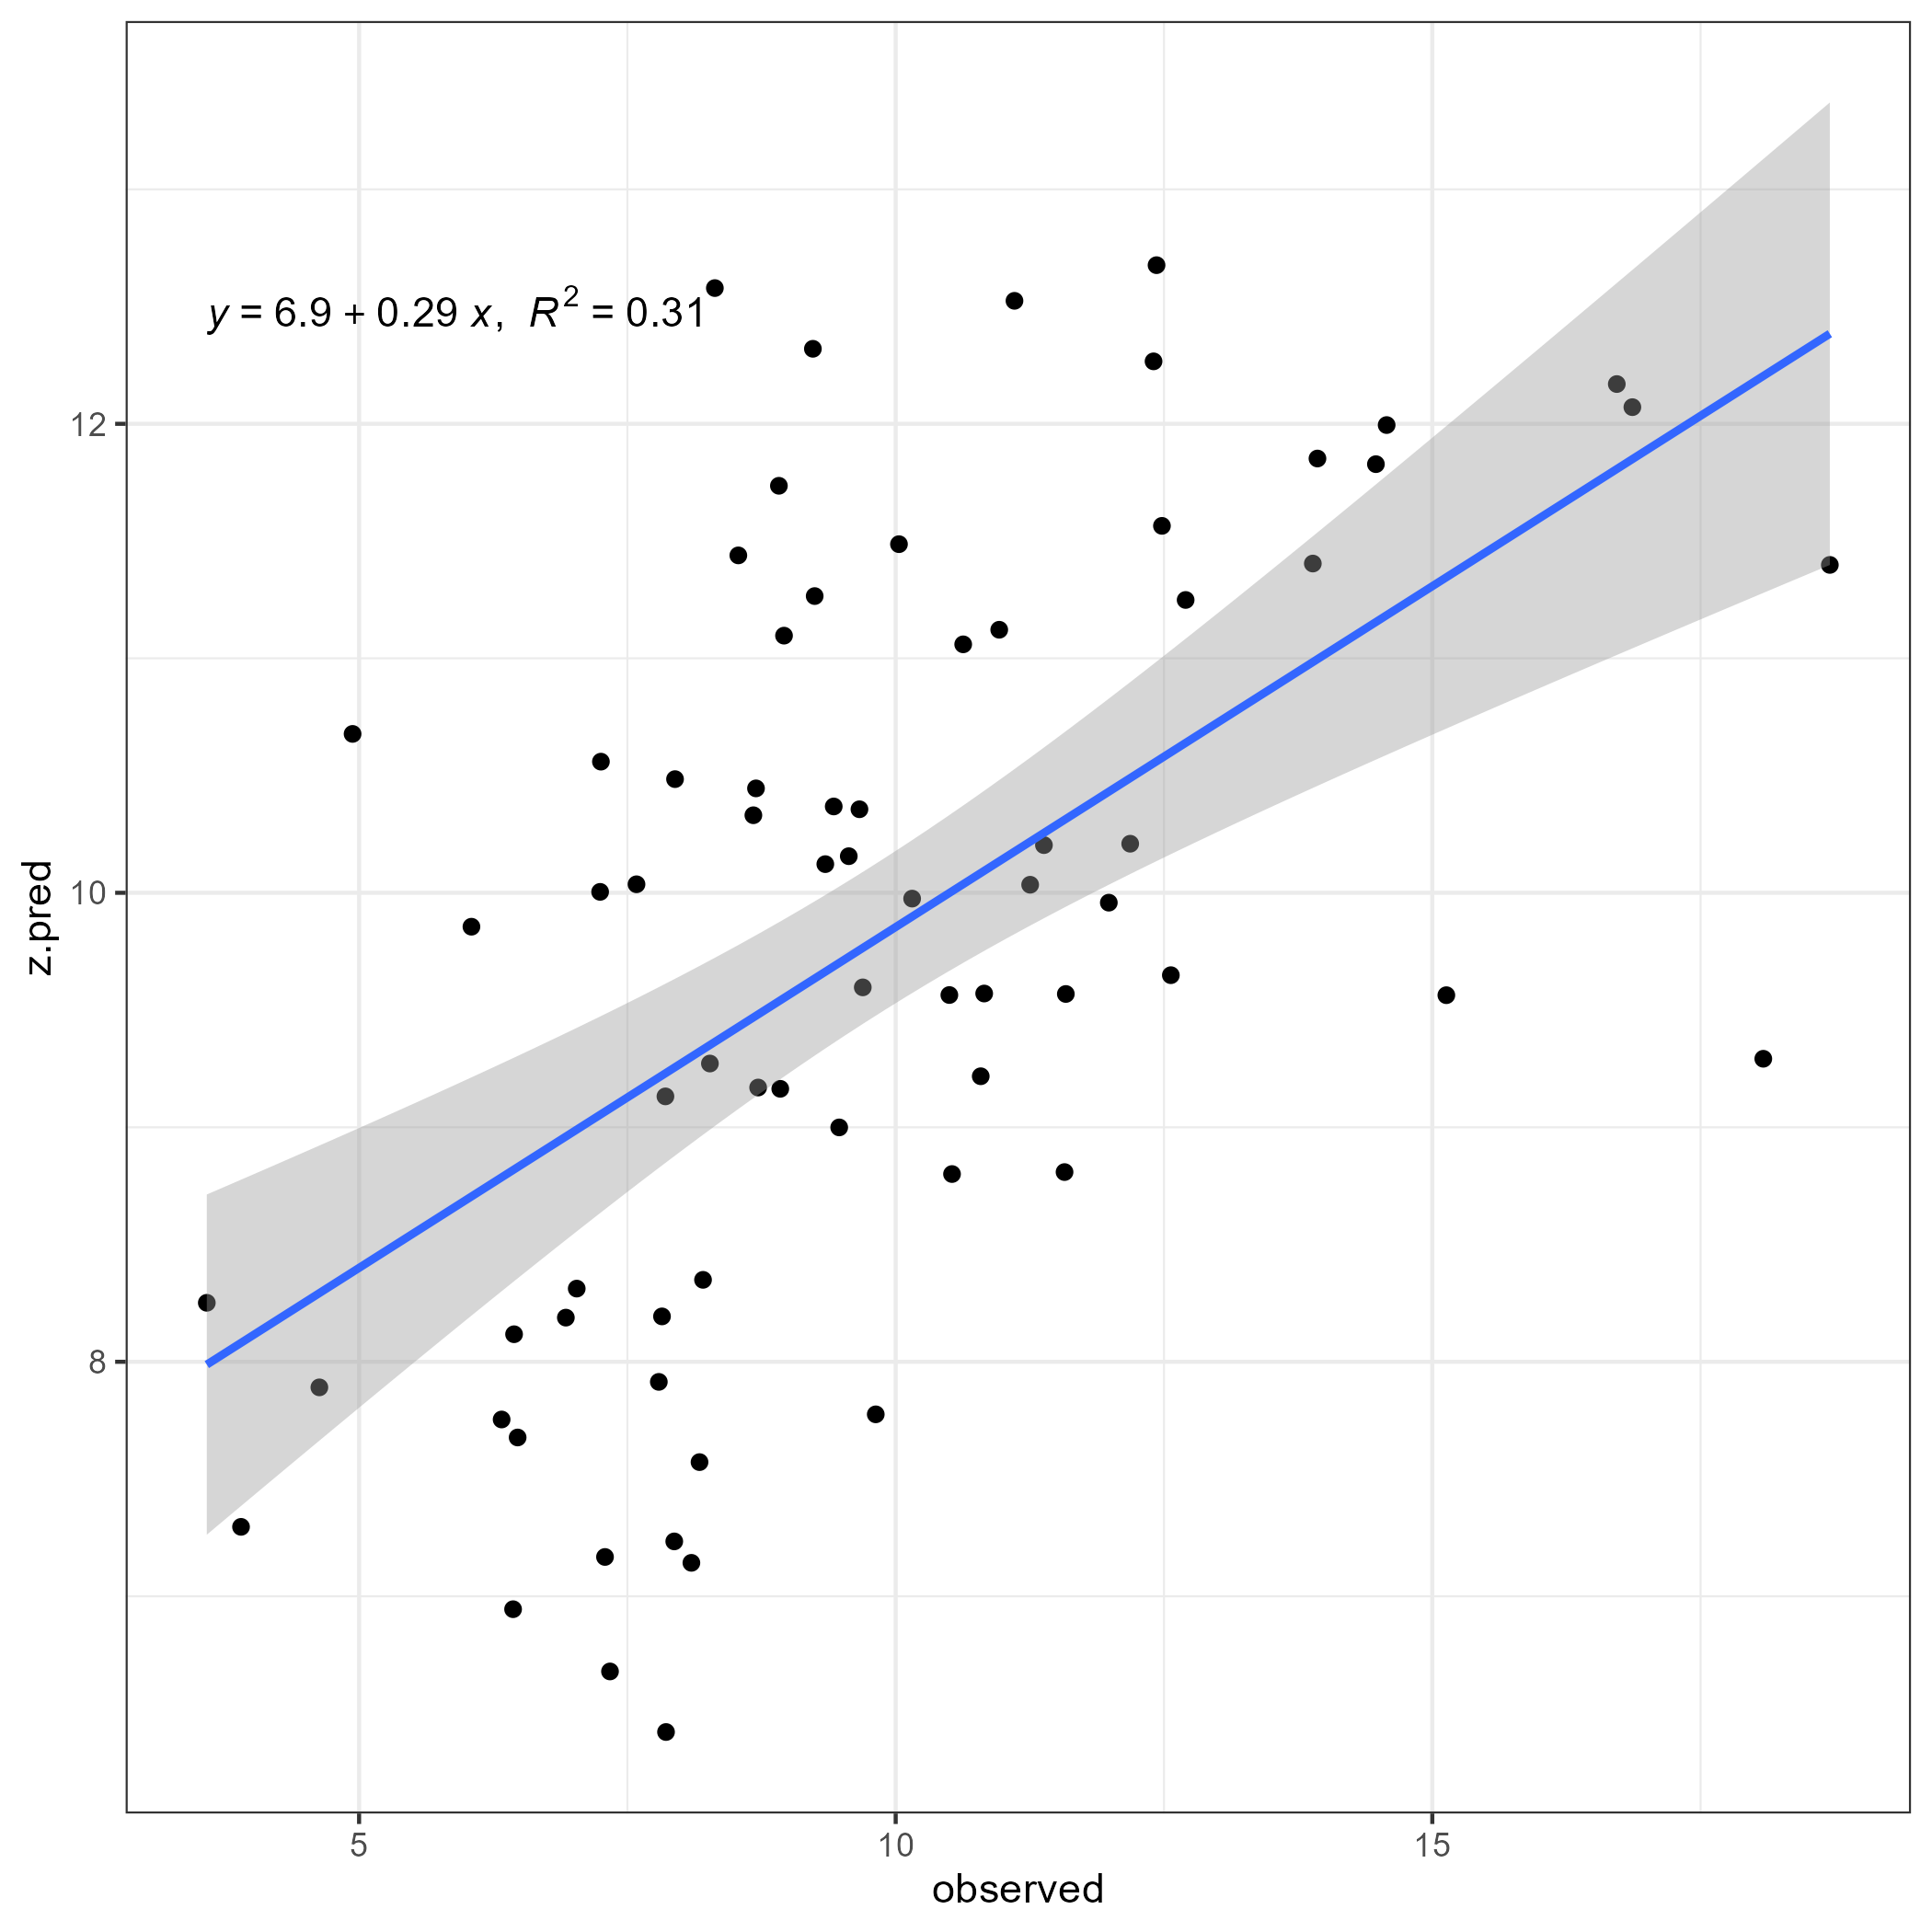 y = 6.9 + 0.29 x, R² = 0.31
12
10
8
z.pred
5 10 15
observed